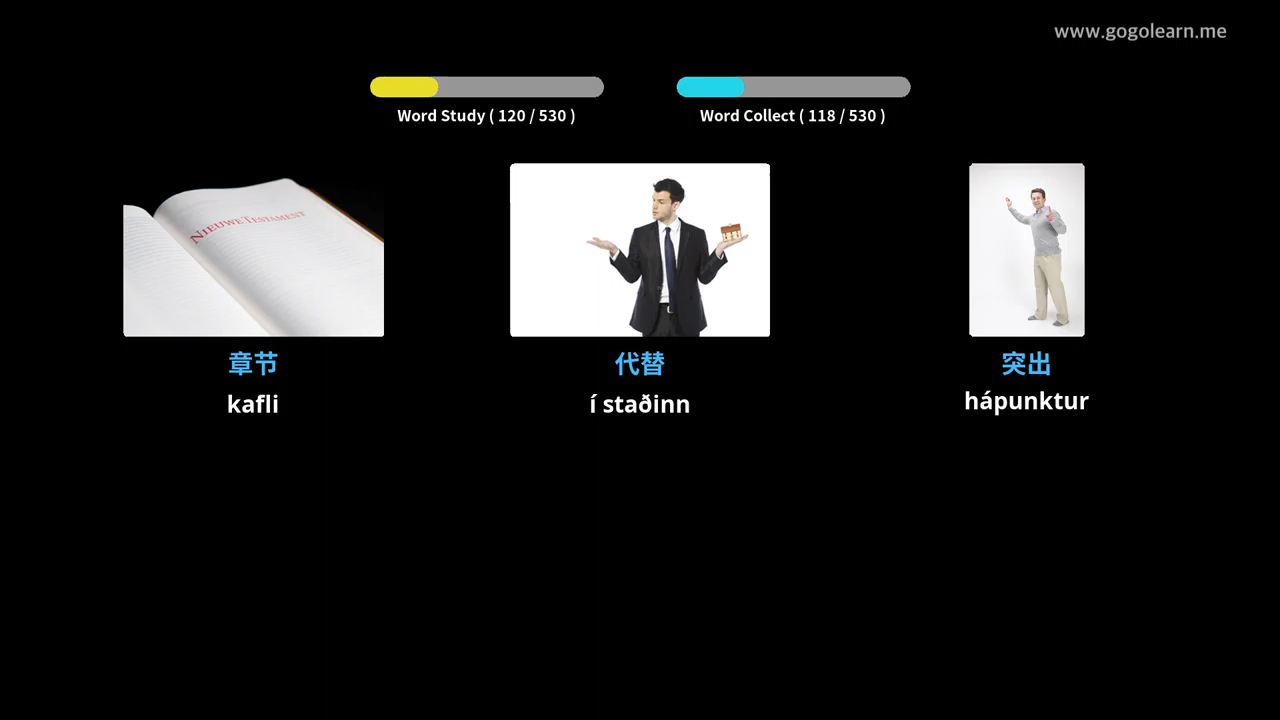 www.gogolearn.me
Word Study ( 120 / 530 )
Word Collect ( 118 / 530 )
NIEUWE TESTAMENT
章节
代替
突出
kafli
í staðinn
hápunktur